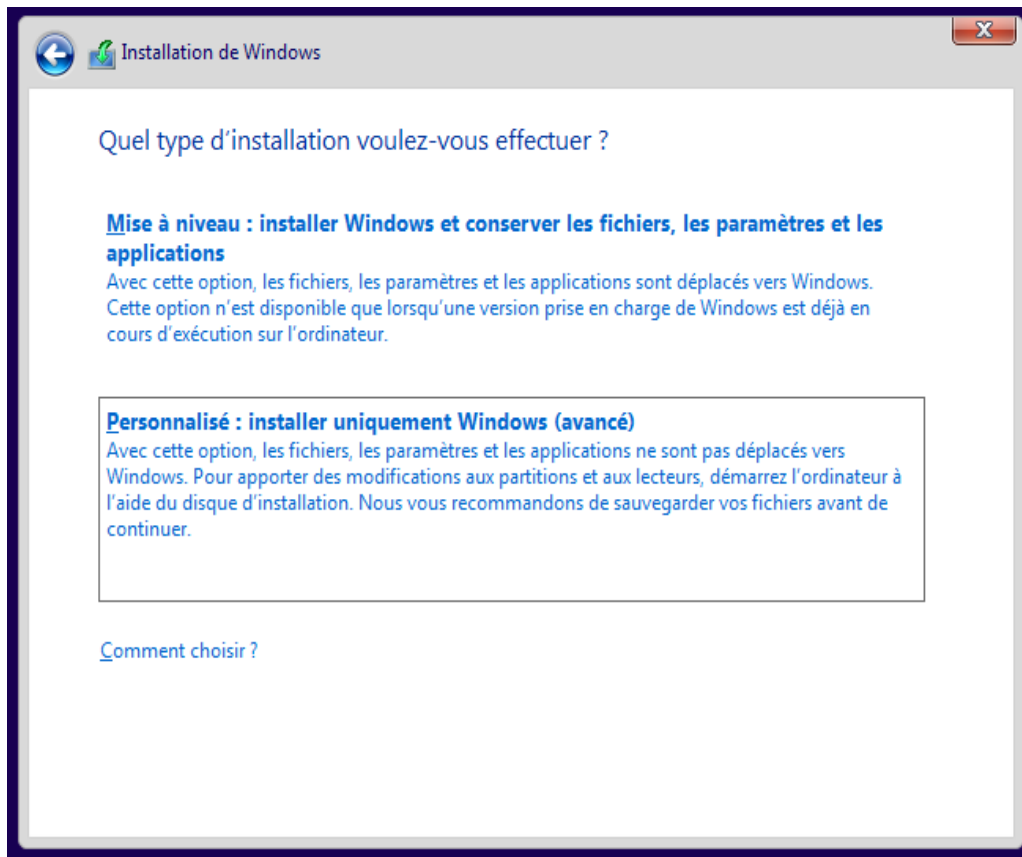 Installation de Windows
Quel type d'installation voulez-vous effectuer ?
Mise à niveau : installer Windows et conserver les fichiers, les paramètres et les
applications
Avec cette option, les fichiers, les paramètres et les applications sont déplacés vers Windows.
Cette option n'est disponible que lorsqu'une version prise en charge de Windows est déjà en
cours d'exécution sur l'ordinateur.
Personnalisé : installer uniquement Windows (avancé)
Avec cette option, les fichiers, les paramètres et les applications ne sont pas déplacés vers
Windows. Pour apporter des modifications aux partitions et aux lecteurs, démarrez l'ordinateur à
l'aide du disque d'installation. Nous vous recommandons de sauvegarder vos fichiers avant de
continuer.
Comment choisir ?